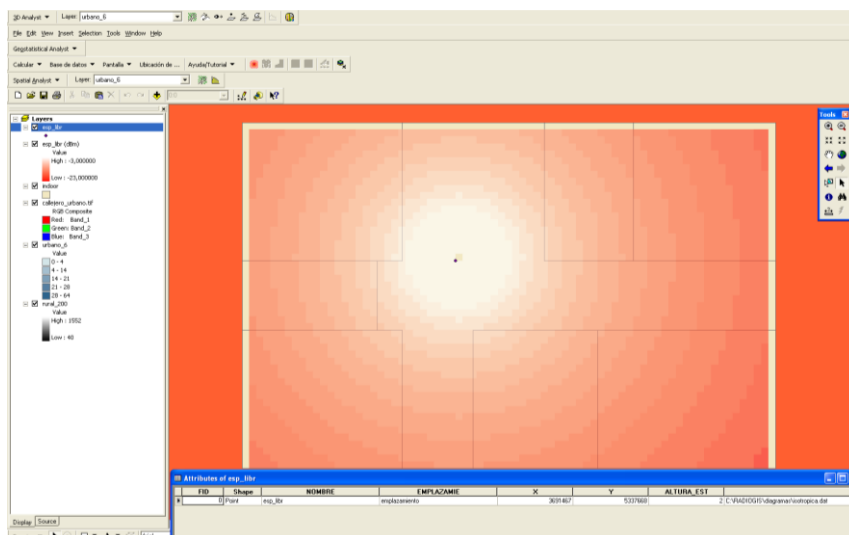 3D Analyst Layer: urbano_6
File Edit View Insert Selection Tools Window Help
Geostatistical Analyst
Calcular Base de datos Pantalla Ubicación de ... Ayuda/Tutorial
Spatial Analyst Layer: urbano_6
Layers
esp_libr
esp_libr (dBm)
Value
High : -3,000000
Low : -23,000000
indoor
callejero_urbano.tif
RGB Composite
Red: Band_1
Green: Band_2
Blue: Band_3
urbano_6
Value
0 - 4
4 - 14
14 - 21
21 - 28
28 - 64
rural_200
Value
High : 1552
Low : 40
Display Source
Tools
Attributes of esp_libr
FID Shape NOMBRE EMPLAZAMIE X Y ALTURA_EST
0 Point esp_libr emplazamiento 3691467 5337668 2 C:\RADIOGIS\diagramas\isotropica.dat